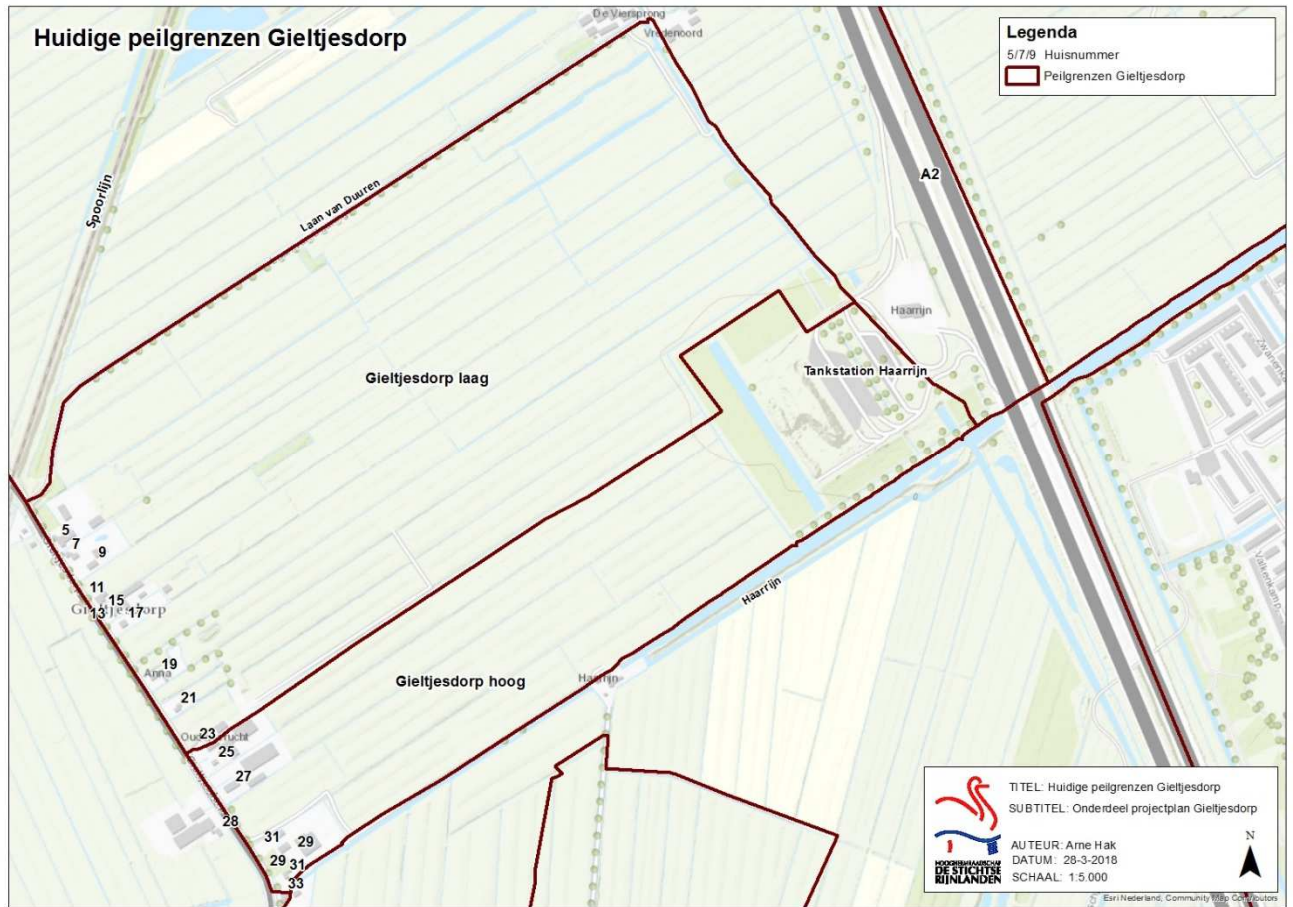 Huidige peilgrenzen Gieltjesdorp
De Viersprong
Vredenoord
Legenda
5/7/9 Huisnummer
Peilgrenzen Gieltjesdorp
Spoorlijn
Laan van Duuren
A2
Haarrijn
Tankstation Haarrijn
Gieltjesdorp laag
5
7
9
11
15
Gieltjesdorp
13
17
19
Anna
21
23
25
27
28
31
29
29
31
33
Gieltjesdorp hoog
Haarrijn
Haarrijn
Valkenkamp
TITEL: Huidige peilgrenzen Gieltjesdorp
SUBTITEL: Onderdeel projectplan Gieltjesdorp
AUTEUR: Arne Hak
DATUM: 28-3-2018
SCHAAL: 1:5.000
N
HOOGHEEMRAADSCHAP
DE STICHTSE
RIJNLANDEN
Esri Nederland, Community Map Contributors